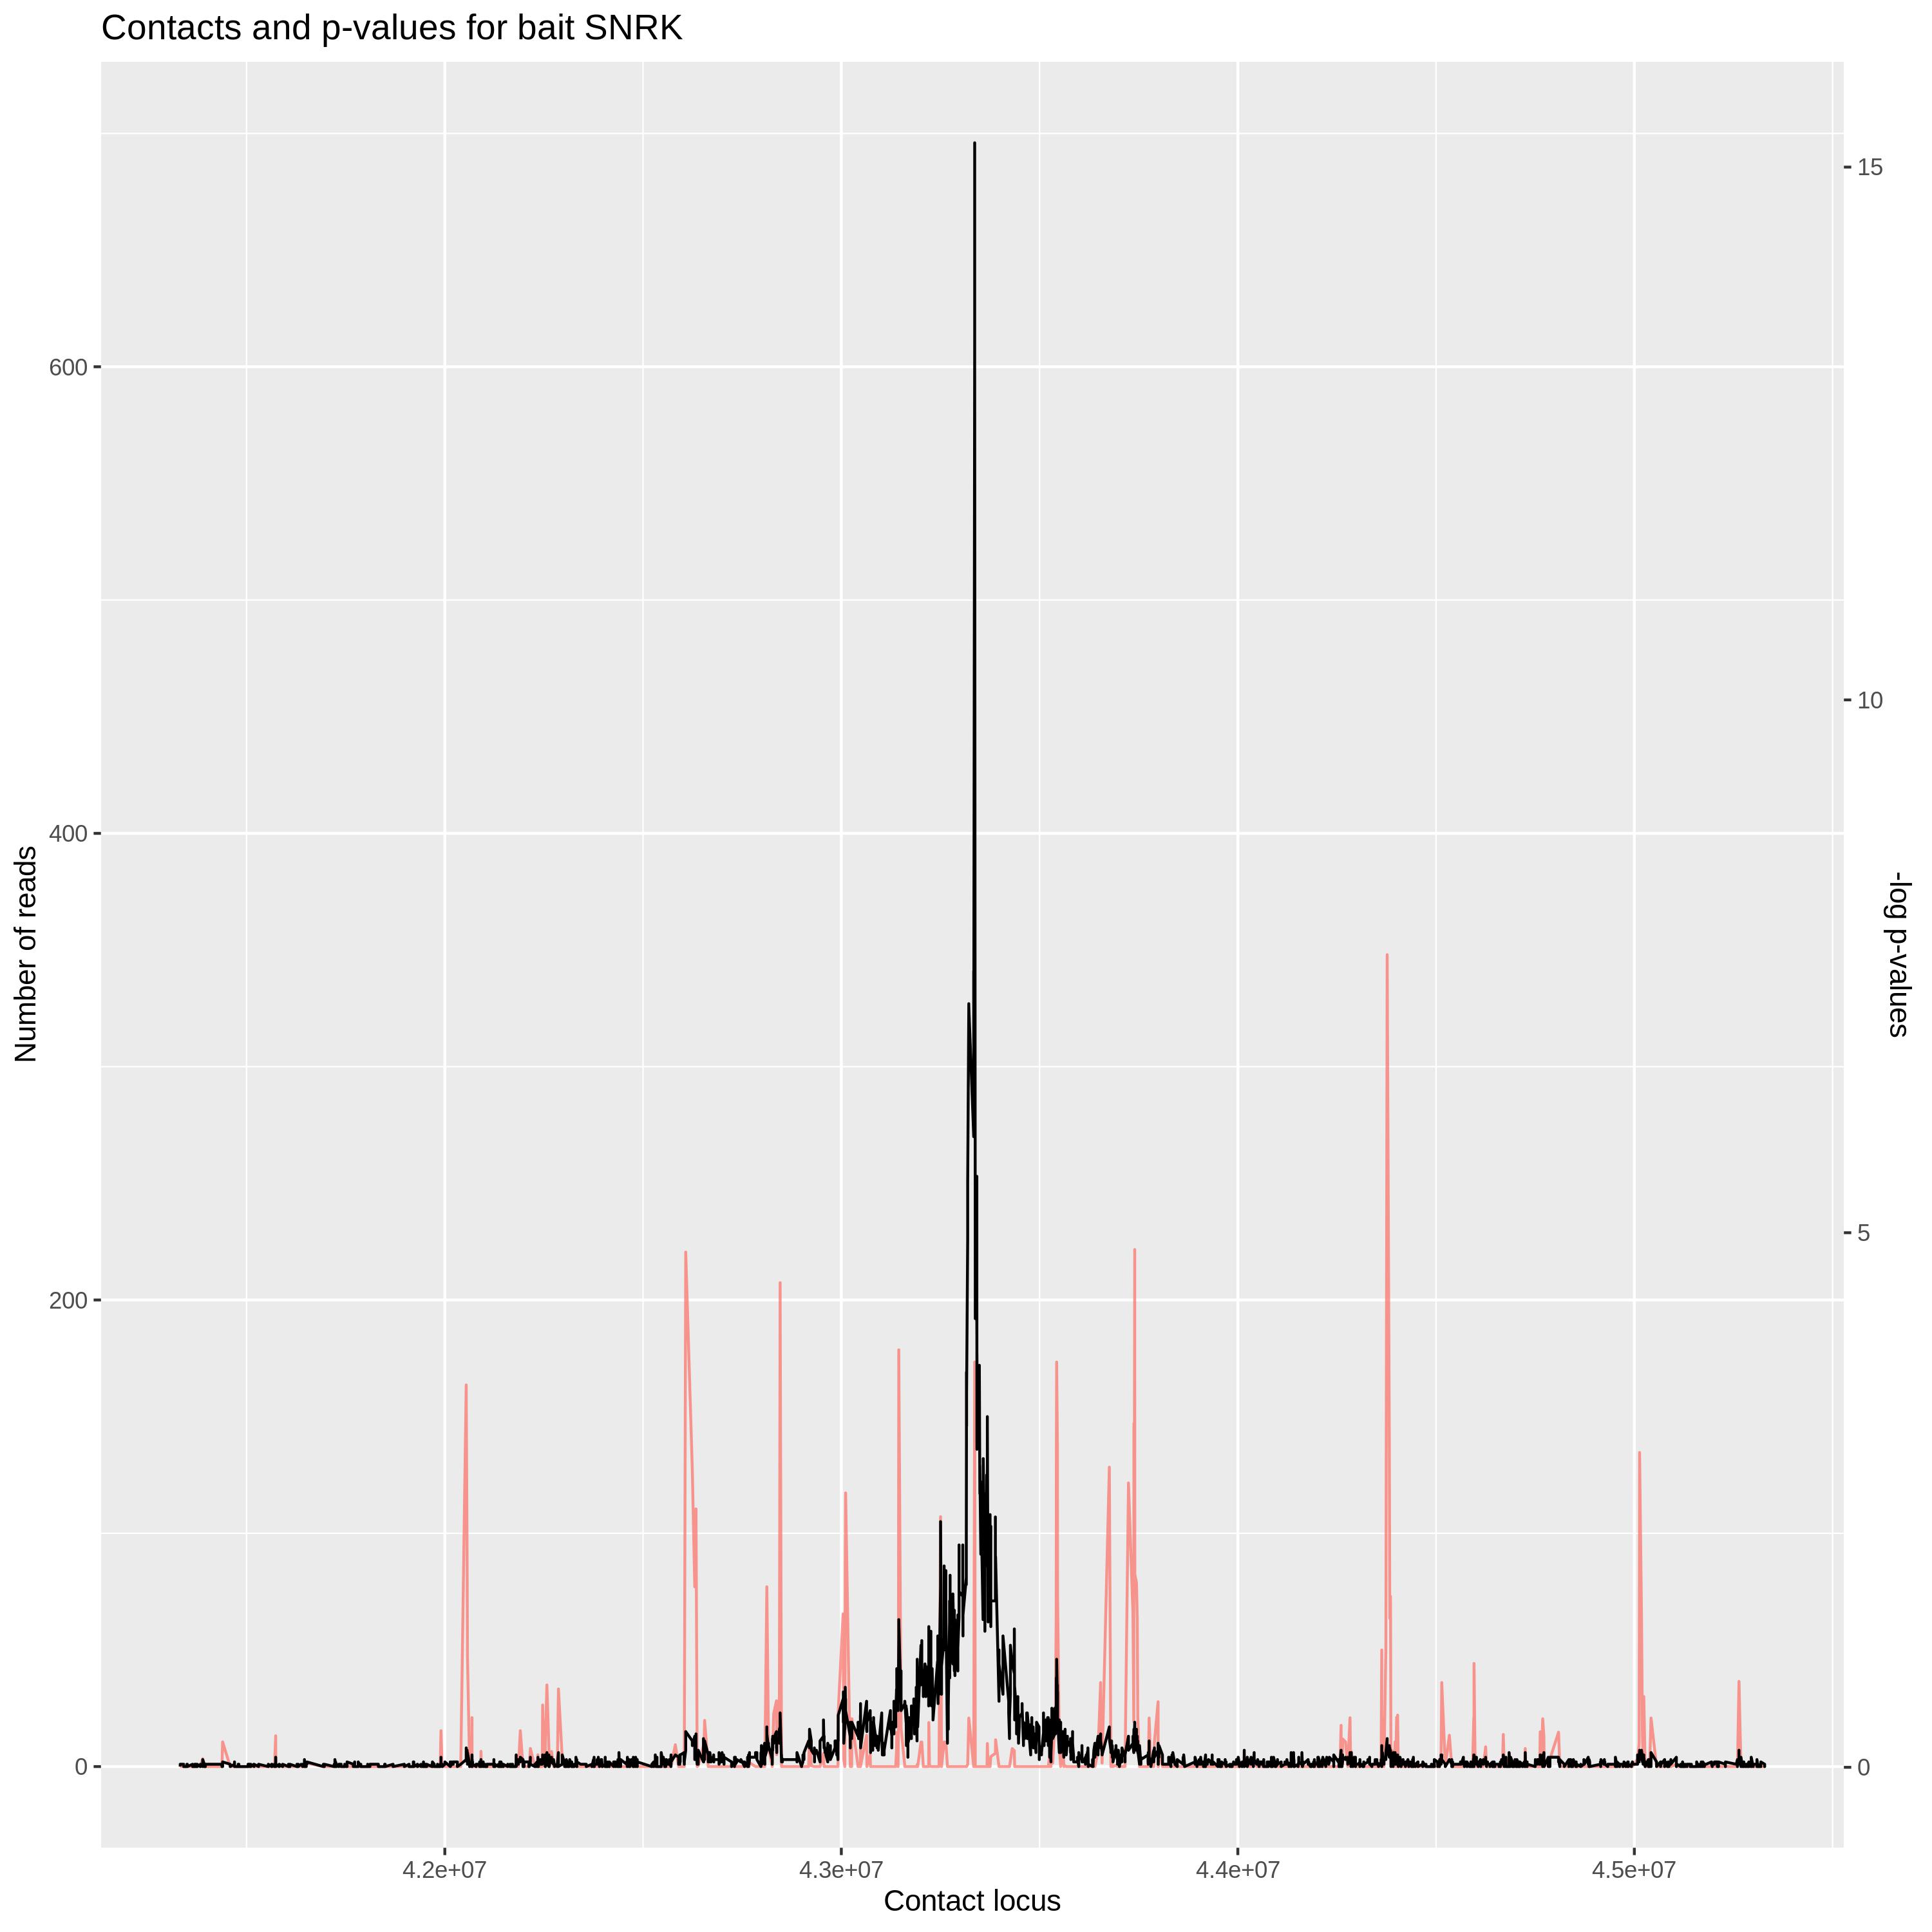 Contacts and p-values for bait SNRK
600
400
200
0
Number of reads
15
10
5
0
-log p-values
4.2e+07
4.3e+07
4.4e+07
4.5e+07
Contact locus